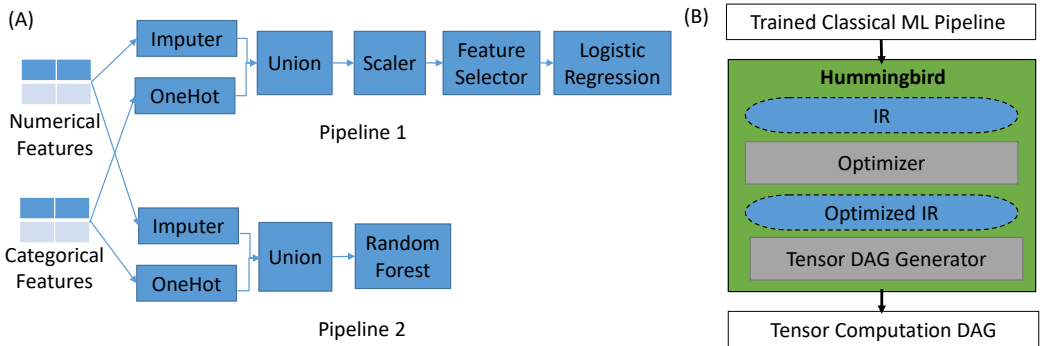 (A)
Imputer
OneHot
Union
Scaler
Feature
Selector
Logistic
Regression
Numerical
Features
Pipeline 1
Categorical
Features
Imputer
OneHot
Union
Random
Forest
Pipeline 2
(B)
Trained Classical ML Pipeline
Hummingbird
IR
Optimizer
Optimized IR
Tensor DAG Generator
Tensor Computation DAG